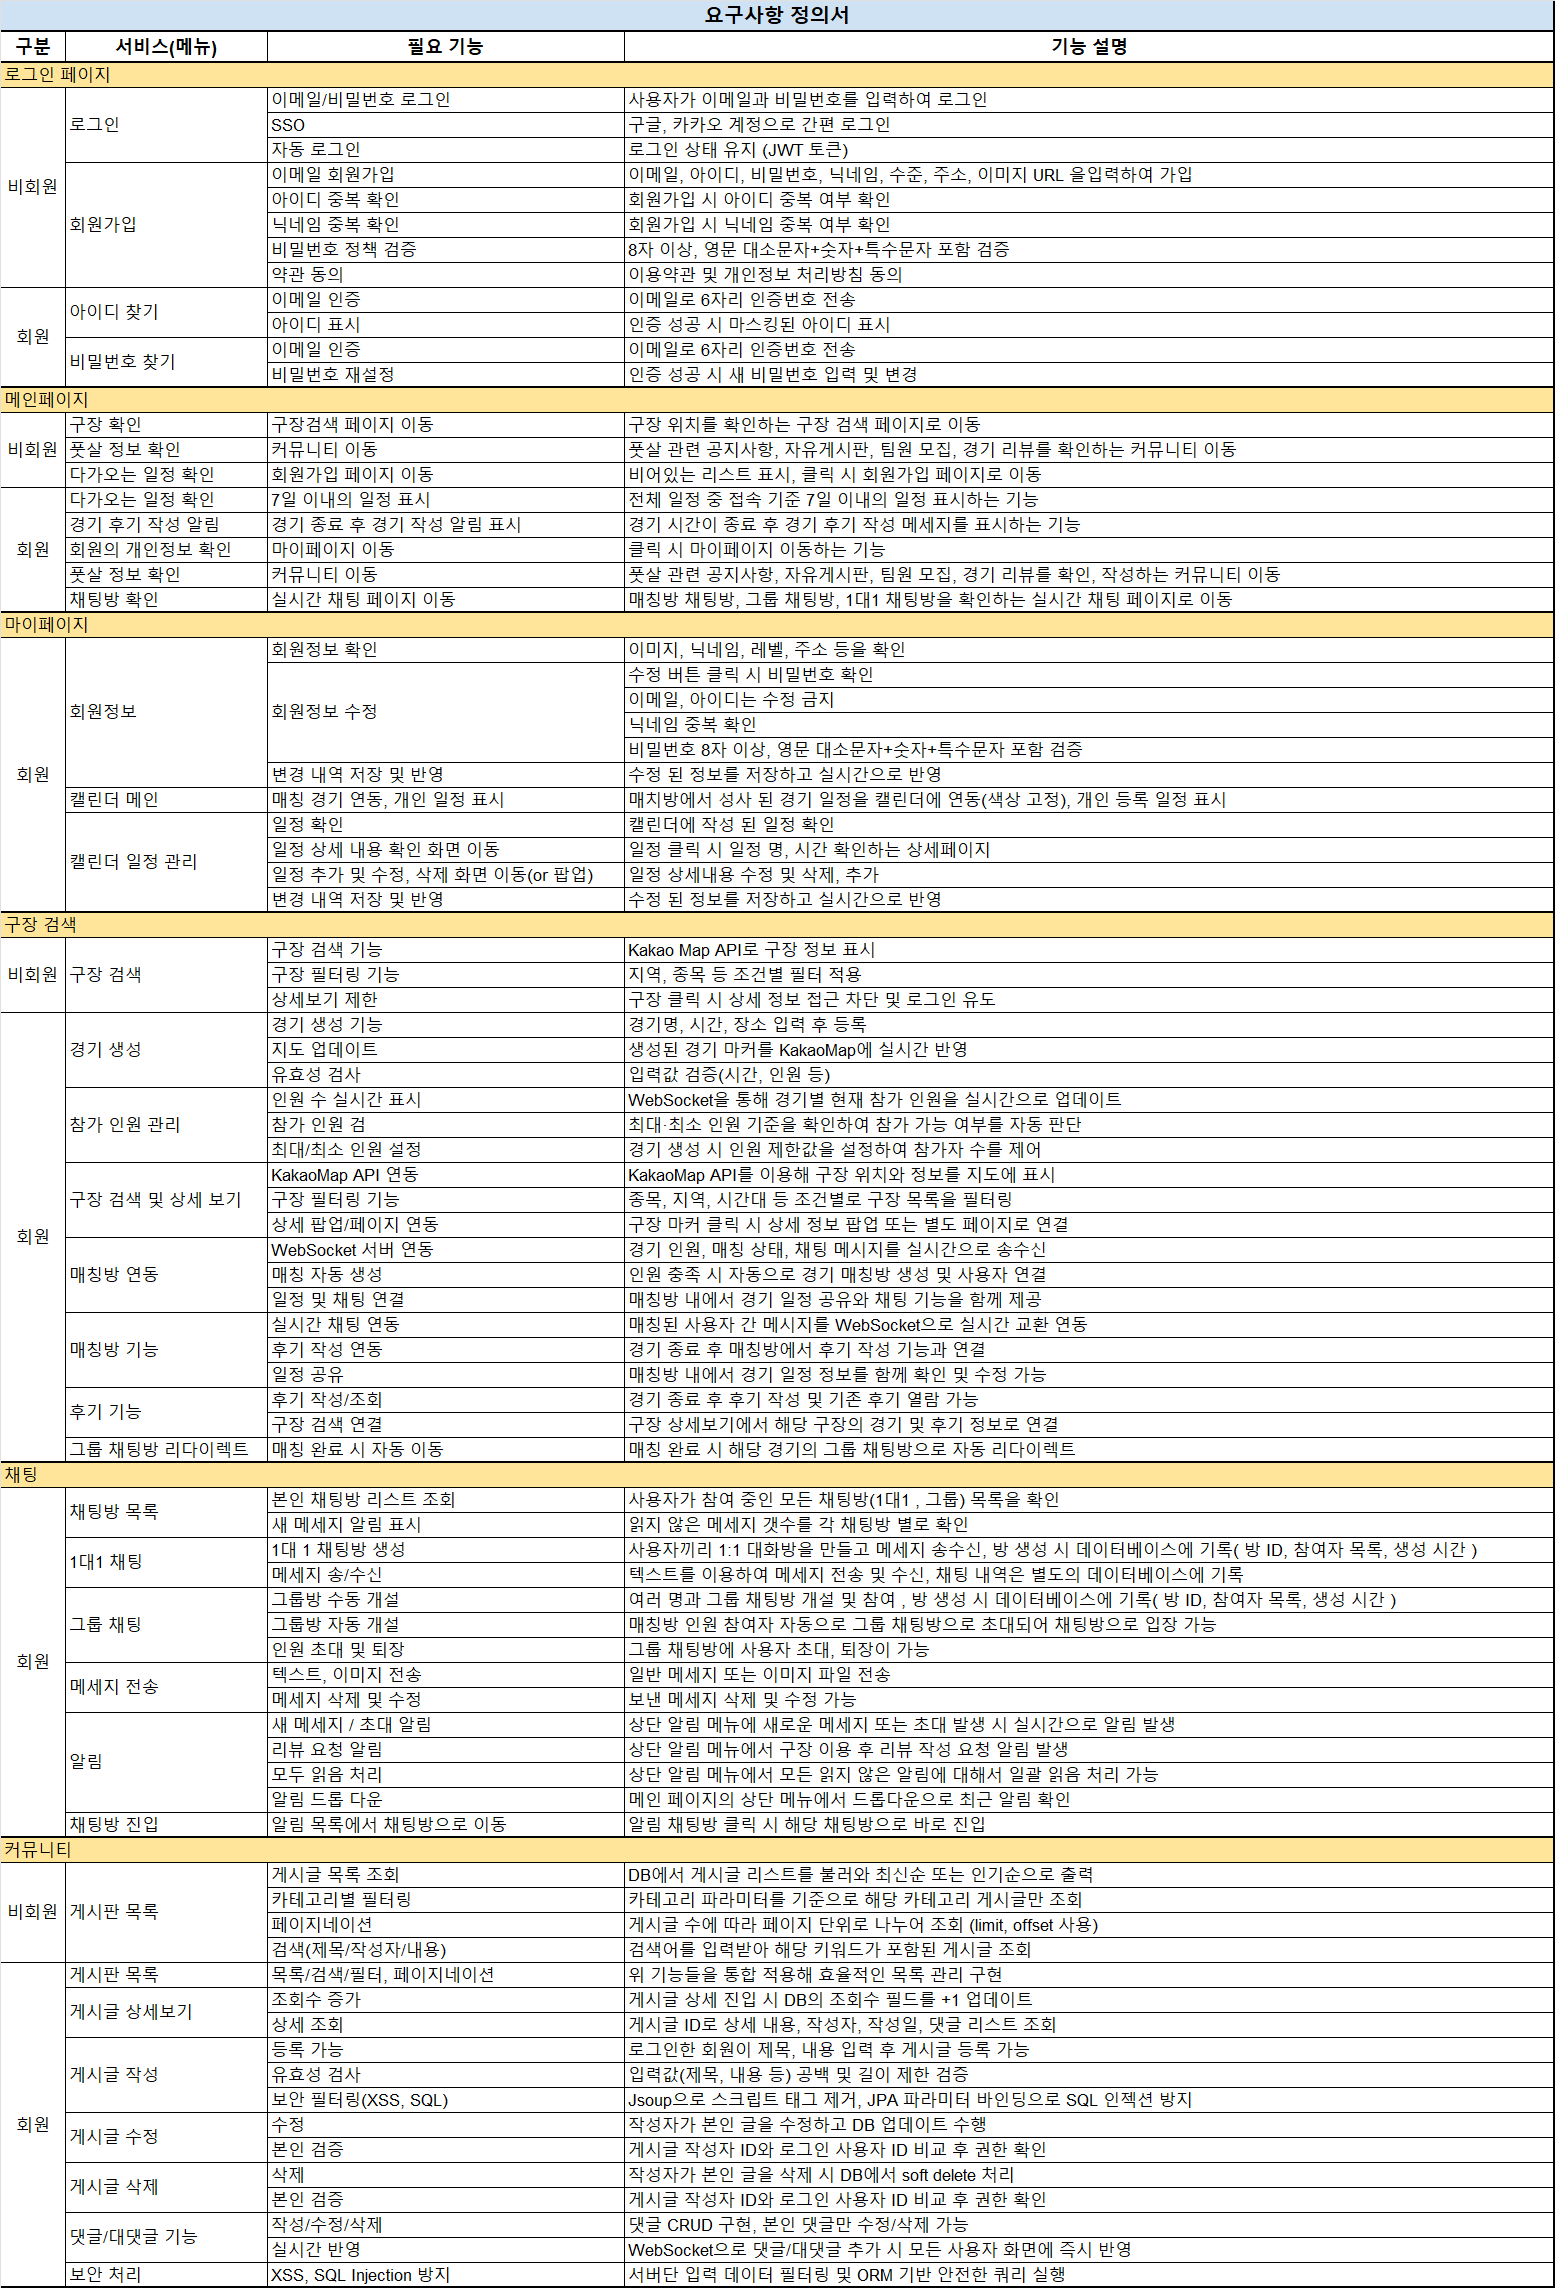 요구사항 정의서
구분 서비스(메뉴) 필요 기능 기능 설명
로그인 페이지
비회원 로그인 이메일/비밀번호 로그인 사용자가 이메일과 비밀번호를 입력하여 로그인
SSO 구글, 카카오 계정으로 간편 로그인
자동 로그인 로그인 상태 유지 (JWT 토큰)
회원가입 이메일 회원가입 이메일, 아이디, 비밀번호, 닉네임, 수준, 주소, 이미지 URL 을입력하여 가입
아이디 중복 확인 회원가입 시 아이디 중복 여부 확인
닉네임 중복 확인 회원가입 시 닉네임 중복 여부 확인
비밀번호 정책 검증 8자 이상, 영문 대소문자+숫자+특수문자 포함 검증
약관 동의 이용약관 및 개인정보 처리방침 동의
회원 아이디 찾기 이메일 인증 이메일로 6자리 인증번호 전송
아이디 표시 인증 성공 시 마스킹된 아이디 표시
비밀번호 찾기 이메일 인증 이메일로 6자리 인증번호 전송
비밀번호 재설정 인증 성공 시 새 비밀번호 입력 및 변경
메인페이지
비회원 구장 확인 구장검색 페이지 이동 구장 위치를 확인하는 구장 검색 페이지로 이동
풋살 정보 확인 커뮤니티 이동 풋살 관련 공지사항, 자유게시판, 팀원 모집, 경기 리뷰를 확인하는 커뮤니티 이동
다가오는 일정 확인 회원가입 페이지 이동 비어있는 리스트 표시, 클릭 시 회원가입 페이지로 이동
회원 다가오는 일정 확인 7일 이내의 일정 표시 전체 일정 중 접속 기준 7일 이내의 일정 표시하는 기능
경기 후기 작성 알림 경기 종료 후 경기 작성 알림 표시 경기 시간이 종료 후 경기 후기 작성 메세지를 표시하는 기능
회원의 개인정보 확인 마이페이지 이동 클릭 시 마이페이지 이동하는 기능
풋살 정보 확인 커뮤니티 이동 풋살 관련 공지사항, 자유게시판, 팀원 모집, 경기 리뷰를 확인, 작성하는 커뮤니티 이동
채팅방 확인 실시간 채팅 페이지 이동 매칭방 채팅방, 그룹 채팅방, 1대1 채팅방을 확인하는 실시간 채팅 페이지로 이동
마이페이지
회원 회원정보 회원정보 확인 이미지, 닉네임, 레벨, 주소 등을 확인
회원정보 수정 수정 버튼 클릭 시 비밀번호 확인
이메일, 아이디는 수정 금지
닉네임 중복 확인
비밀번호 8자 이상, 영문 대소문자+숫자+특수문자 포함 검증
변경 내역 저장 및 반영 수정 된 정보를 저장하고 실시간으로 반영
캘린더 메인 매칭 경기 연동, 개인 일정 표시 매치방에서 성사 된 경기 일정을 캘린더에 연동(색상 고정), 개인 등록 일정 표시
캘린더 일정 관리 일정 확인 캘린더에 작성 된 일정 확인
일정 상세 내용 확인 화면 이동 일정 클릭 시 일정 명, 시간 확인하는 상세페이지
일정 추가 및 수정, 삭제 화면 이동(or 팝업) 일정 상세내용 수정 및 삭제, 추가
변경 내역 저장 및 반영 수정 된 정보를 저장하고 실시간으로 반영
구장 검색
비회원 구장 검색 구장 검색 기능 Kakao Map API로 구장 정보 표시
구장 필터링 기능 지역, 종목 등 조건별 필터 적용
상세보기 제한 구장 클릭 시 상세 정보 접근 차단 및 로그인 유도
회원 경기 생성 경기 생성 기능 경기명, 시간, 장소 입력 후 등록
지도 업데이트 생성된 경기 마커를 KakaoMap에 실시간 반영
유효성 검사 입력값 검증(시간, 인원 등)
참가 인원 관리 인원 수 실시간 표시 WebSocket을 통해 경기별 현재 참가 인원을 실시간으로 업데이트
참가 인원 검 최대·최소 인원 기준을 확인하여 참가 가능 여부를 자동 판단
최대/최소 인원 설정 경기 생성 시 인원 제한값을 설정하여 참가자 수를 제어
구장 검색 및 상세 보기 KakaoMap API 연동 KakaoMap API를 이용해 구장 위치와 정보를 지도에 표시
구장 필터링 기능 종목, 지역, 시간대 등 조건별로 구장 목록을 필터링
상세 팝업/페이지 연동 구장 마커 클릭 시 상세 정보 팝업 또는 별도 페이지로 연결
매칭방 연동 WebSocket 서버 연동 경기 인원, 매칭 상태, 채팅 메시지를 실시간으로 송수신
매칭 자동 생성 인원 충족 시 자동으로 경기 매칭방 생성 및 사용자 연결
일정 및 채팅 연결 매칭방 내에서 경기 일정 공유와 채팅 기능을 함께 제공
매칭방 기능 실시간 채팅 연동 매칭된 사용자 간 메시지를 WebSocket으로 실시간 교환 연동
후기 작성 연동 경기 종료 후 매칭방에서 후기 작성 기능과 연결
일정 공유 매칭방 내에서 경기 일정 정보를 함께 확인 및 수정 가능
후기 기능 후기 작성/조회 경기 종료 후 후기 작성 및 기존 후기 열람 가능
구장 검색 연결 구장 상세보기에서 해당 구장의 경기 및 후기 정보로 연결
그룹 채팅방 리다이렉트 매칭 완료 시 자동 이동 매칭 완료 시 해당 경기의 그룹 채팅방으로 자동 리다이렉트
채팅
회원 채팅방 목록 본인 채팅방 리스트 조회 사용자가 참여 중인 모든 채팅방(1대1 , 그룹) 목록을 확인
새 메세지 알림 표시 읽지 않은 메세지 갯수를 각 채팅방 별로 확인
1대1 채팅 1대 1 채팅방 생성 사용자끼리 1:1 대화방을 만들고 메세지 송수신, 방 생성 시 데이터베이스에 기록( 방 ID, 참여자 목록, 생성 시간 )
메세지 송/수신 텍스트를 이용하여 메세지 전송 및 수신, 채팅 내역은 별도의 데이터베이스에 기록
그룹 채팅 그룹방 수동 개설 여러 명과 그룹 채팅방 개설 및 참여 , 방 생성 시 데이터베이스에 기록( 방 ID, 참여자 목록, 생성 시간 )
그룹방 자동 개설 매칭방 인원 참여자 자동으로 그룹 채팅방으로 초대되어 채팅방으로 입장 가능
인원 초대 및 퇴장 그룹 채팅방에 사용자 초대, 퇴장이 가능
메세지 전송 텍스트, 이미지 전송 일반 메세지 또는 이미지 파일 전송
메세지 삭제 및 수정 보낸 메세지 삭제 및 수정 가능
알림 새 메세지 / 초대 알림 상단 알림 메뉴에 새로운 메세지 또는 초대 발생 시 실시간으로 알림 발생
리뷰 요청 알림 상단 알림 메뉴에서 구장 이용 후 리뷰 작성 요청 알림 발생
모두 읽음 처리 상단 알림 메뉴에서 모든 읽지 않은 알림에 대해서 일괄 읽음 처리 가능
알림 드롭 다운 메인 페이지의 상단 메뉴에서 드롭다운으로 최근 알림 확인
채팅방 진입 알림 목록에서 채팅방으로 이동 알림 채팅방 클릭 시 해당 채팅방으로 바로 진입
커뮤니티
비회원 게시판 목록 게시글 목록 조회 DB에서 게시글 리스트를 불러와 최신순 또는 인기순으로 출력
카테고리별 필터링 카테고리 파라미터를 기준으로 해당 카테고리 게시글만 조회
페이지네이션 게시글 수에 따라 페이지 단위로 나누어 조회 (limit, offset 사용)
검색(제목/작성자/내용) 검색어를 입력받아 해당 키워드가 포함된 게시글 조회
회원 게시판 목록 목록/검색/필터, 페이지네이션 위 기능들을 통합 적용해 효율적인 목록 관리 구현
게시글 상세보기 조회수 증가 게시글 상세 진입 시 DB의 조회수 필드를 +1 업데이트
상세 조회 게시글 ID로 상세 내용, 작성자, 작성일, 댓글 리스트 조회
게시글 작성 등록 가능 로그인한 회원이 제목, 내용 입력 후 게시글 등록 가능
유효성 검사 입력값(제목, 내용 등) 공백 및 길이 제한 검증
보안 필터링(XSS, SQL) Jsoup으로 스크립트 태그 제거, JPA 파라미터 바인딩으로 SQL 인젝션 방지
게시글 수정 수정 작성자가 본인 글을 수정하고 DB 업데이트 수행
본인 검증 게시글 작성자 ID와 로그인 사용자 ID 비교 후 권한 확인
게시글 삭제 삭제 작성자가 본인 글을 삭제 시 DB에서 soft delete 처리
본인 검증 게시글 작성자 ID와 로그인 사용자 ID 비교 후 권한 확인
댓글/대댓글 기능 작성/수정/삭제 댓글 CRUD 구현, 본인 댓글만 수정/삭제 가능
실시간 반영 WebSocket으로 댓글/대댓글 추가 시 모든 사용자 화면에 즉시 반영
보안 처리 XSS, SQL Injection 방지 서버단 입력 데이터 필터링 및 ORM 기반 안전한 쿼리 실행